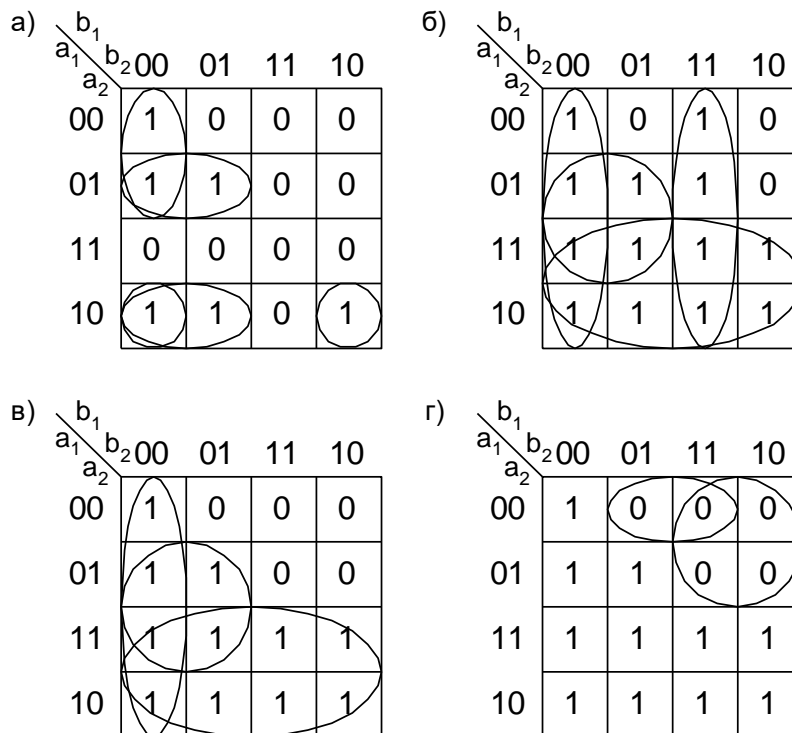 а) b₁ б) b₁
a₁ b₂ 00 01 11 10 a₁ b₂ 00 01 11 10
a₂ a₂
00 1 0 0 0 00 1 0 1 0
01 1 1 0 0 01 1 1 1 0
11 0 0 0 0 11 1 1 1 1
10 1 1 0 1 10 1 1 1 1
в) b₁ г) b₁
a₁ b₂ 00 01 11 10 a₁ b₂ 00 01 11 10
a₂ a₂
00 1 0 0 0 00 1 0 0 0
01 1 1 0 0 01 1 1 0 0
11 1 1 1 1 11 1 1 1 1
10 1 1 1 1 10 1 1 1 1